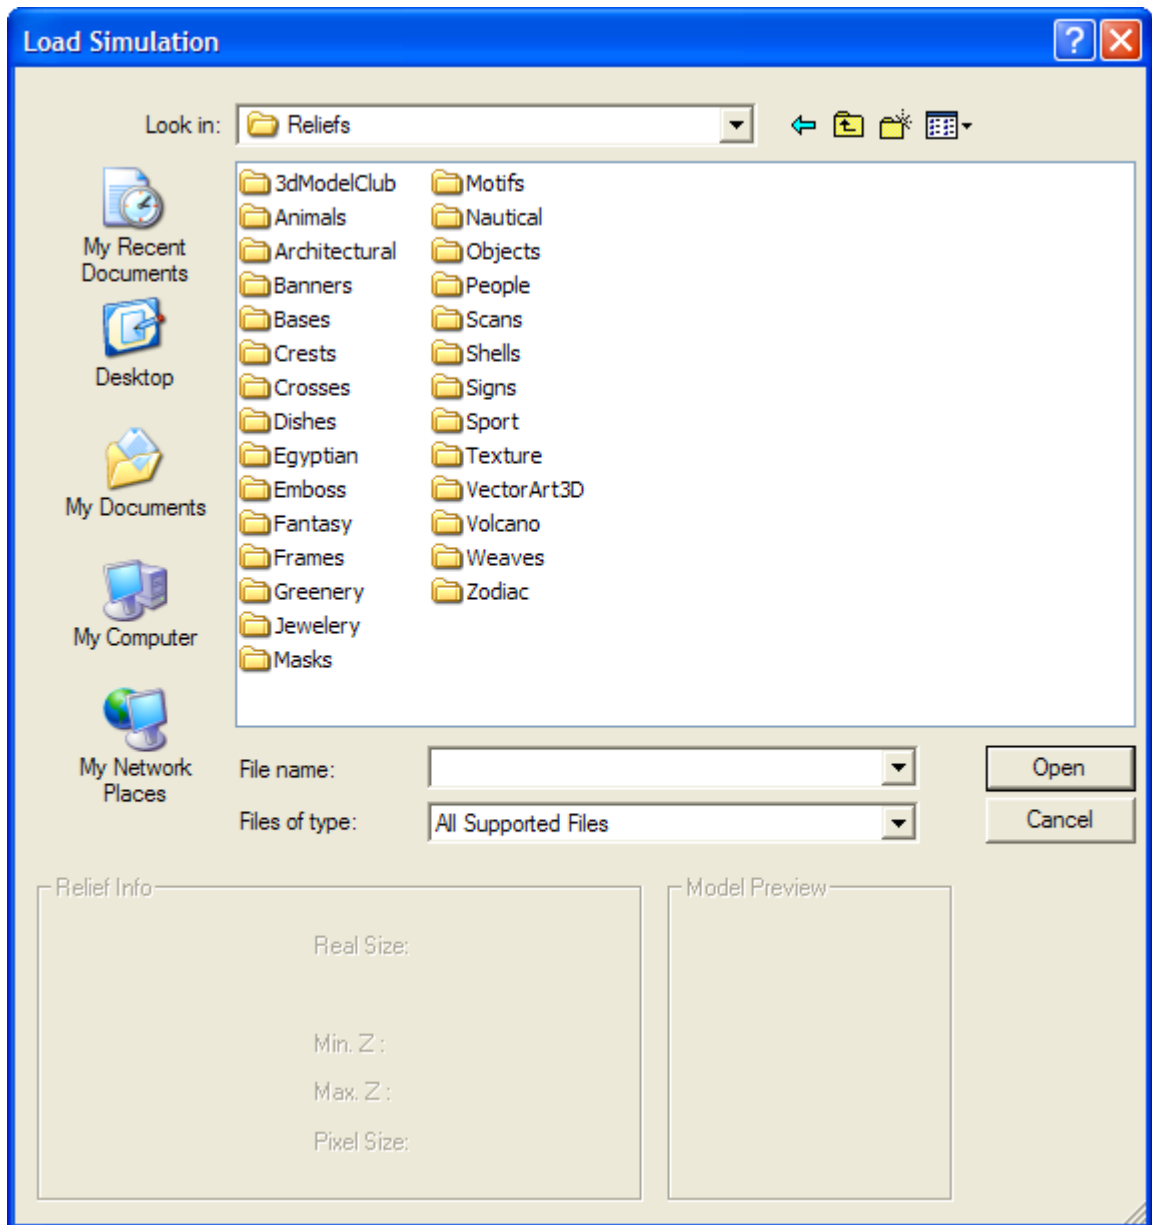 Load Simulation
Look in: Reliefs
My Recent
Documents
Desktop
My Documents
My Computer
My Network
Places
3dModelClub
Animals
Architectural
Banners
Bases
Crests
Crosses
Dishes
Egyptian
Emboss
Fantasy
Frames
Greenery
Jewelery
Masks
Motifs
Nautical
Objects
People
Scans
Shells
Signs
Sport
Texture
VectorArt3D
Volcano
Weaves
Zodiac
File name:
Open
Files of type: All Supported Files
Cancel
Relief Info
Real Size:
Min. Z :
Max. Z :
Pixel Size:
Model Preview